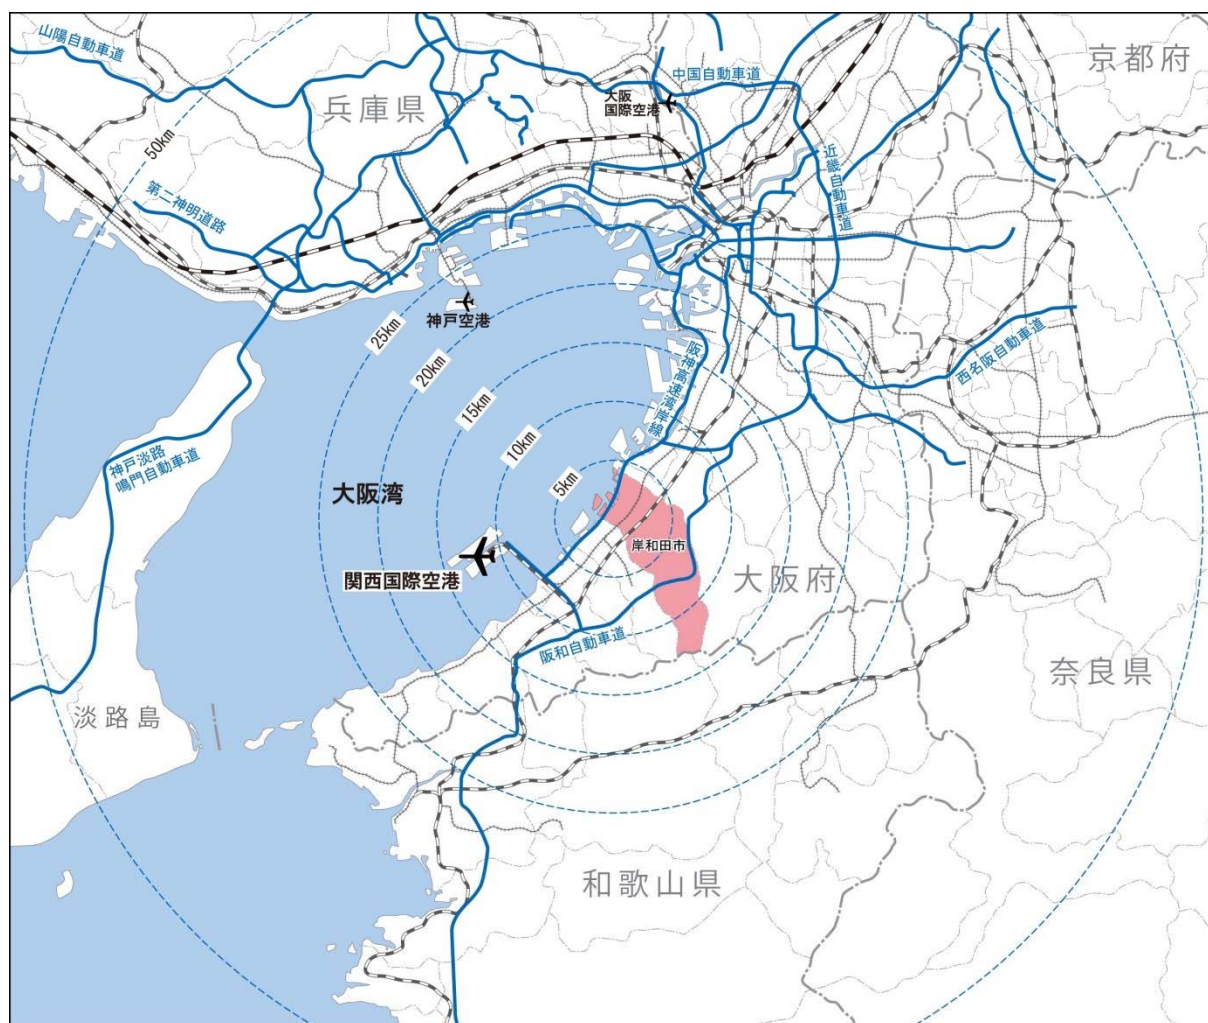 山陽自動車道
京都府
中国自動車道
大阪
国際空港
兵庫県
50km
近畿自動車道
第二神明道路
神戸空港
25km
20km
15km
10km
5km
阪神高速湾岸線
西名阪自動車道
神戸淡路
鳴門自動車道
大阪湾
岸和田市
関西国際空港
大阪府
阪和自動車道
奈良県
淡路島
和歌山県